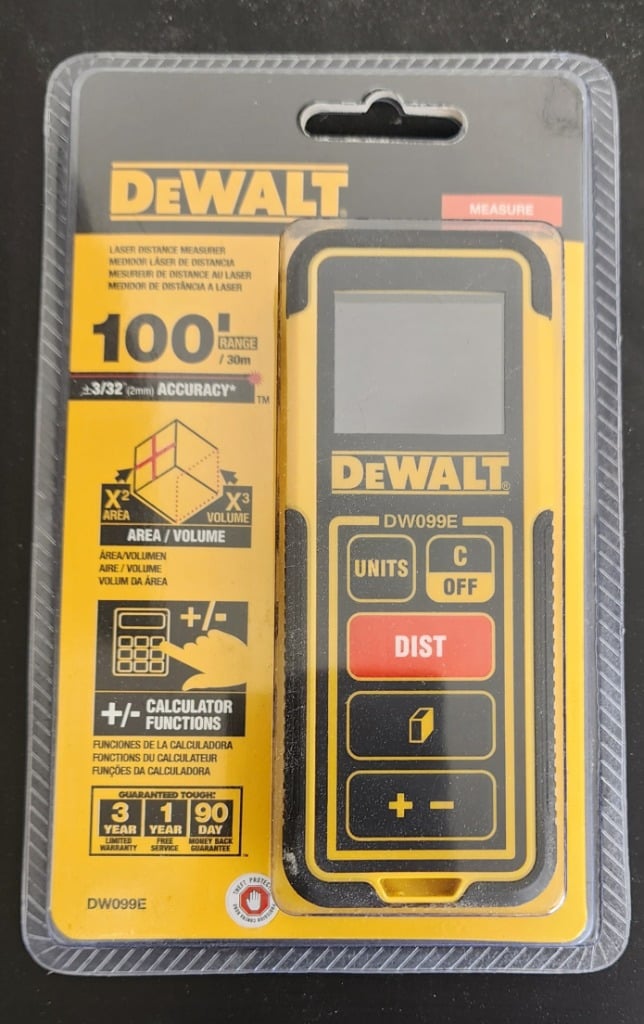 DEWALT
MEASURE
LASER DISTANCE MEASURER
MEDIDOR LÁSER DE DISTANCIA
MESUREUR DE DISTANCE AU LASER
MEDIDOR DE DISTÂNCIA A LASER
100'
RANGE
/ 30m
±3/32" (2mm) ACCURACY*
TM
X² AREA
X³ VOLUME
AREA / VOLUME
ÁREA/VOLUMEN
AIRE / VOLUME
VOLUM DA ÁREA
+/-
+/- CALCULATOR FUNCTIONS
FUNCIONES DE LA CALCULADORA
FONCTIONS DU CALCULATEUR
FUNÇÕES DA CALCULADORA
GUARANTEED TOUGH.
3 YEAR LIMITED WARRANTY
1 YEAR FREE SERVICE
90 DAY MONEY BACK GUARANTEE
DW099E
DEWALT®
DW099E
UNITS
C
OFF
DIST
+ −